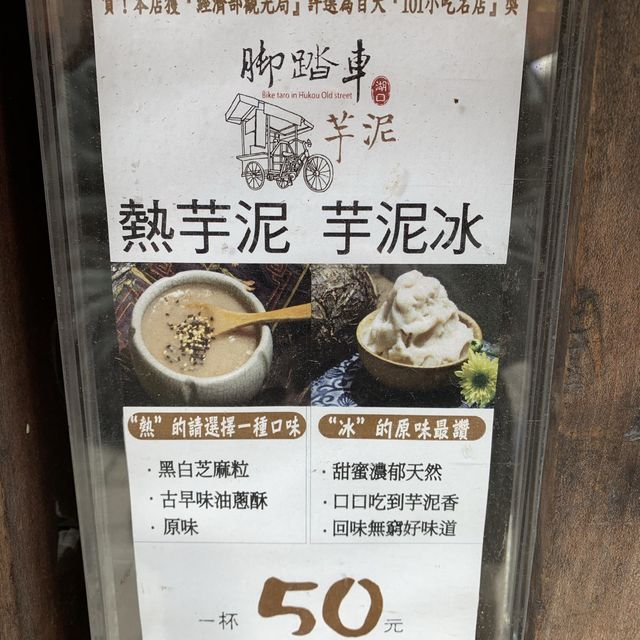 賀！本店獲『經濟部觀光局』評選為百大『101小吃名店』獎
脚踏車
湖口
Bike taro in Hukou Old street
芋泥
熱芋泥 芋泥冰
“熱”的請選擇一種口味
·黑白芝麻粒
·古早味油蔥酥
·原味
“冰”的原味最讚
·甜蜜濃郁天然
·口口吃到芋泥香
·回味無窮好味道
一杯 50元